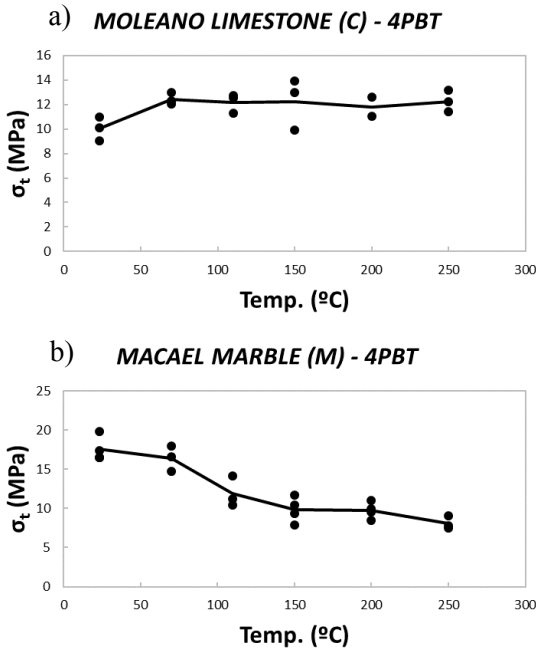 a) MOLEANO LIMESTONE (C) - 4PBT
16
14
12
10
8
6
4
2
0
σt (MPa)
0 50 100 150 200 250 300
Temp. (ºC)
b) MACAEL MARBLE (M) - 4PBT
25
20
15
10
5
0
σt (MPa)
0 50 100 150 200 250 300
Temp. (ºC)